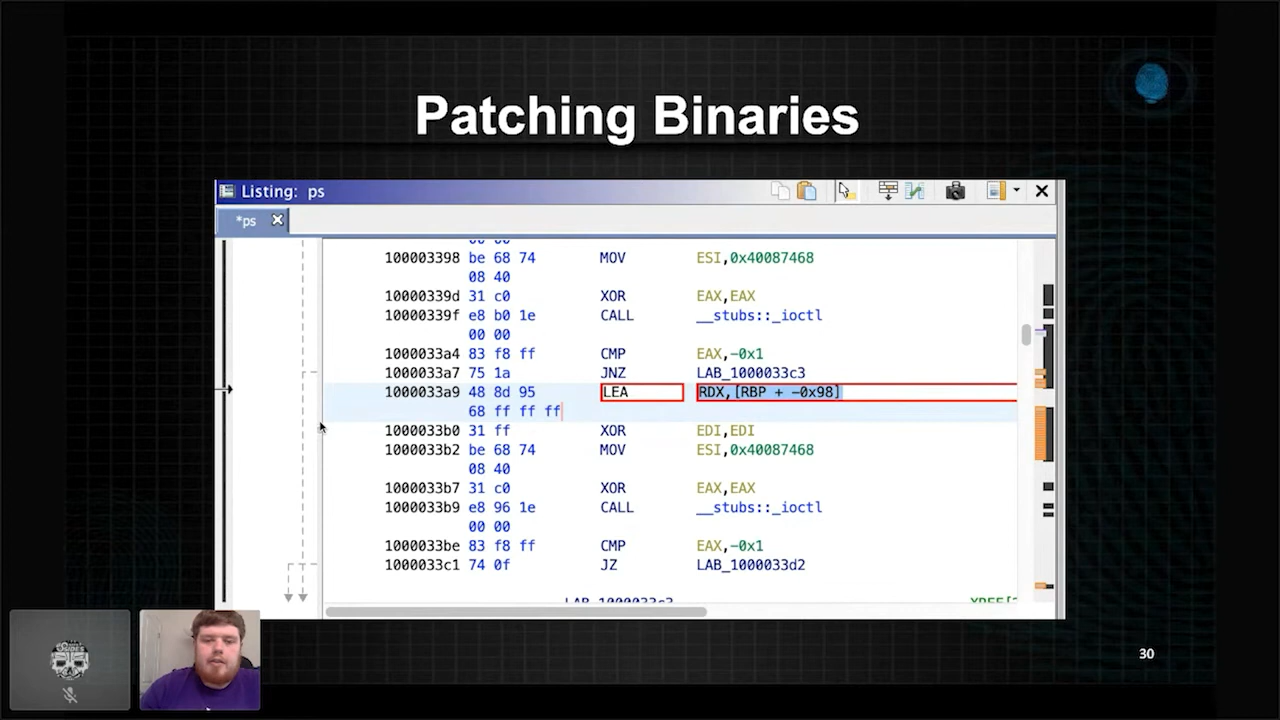 Patching Binaries
Listing: ps
*ps
100003398 be 68 74 MOV ESI,0x40087468
08 40
10000339d 31 c0 XOR EAX,EAX
10000339f e8 b0 1e CALL __stubs::_ioctl
00 00
1000033a4 83 f8 ff CMP EAX,-0x1
1000033a7 75 1a JNZ LAB_1000033c3
1000033a9 48 8d 95 LEA RDX,[RBP + -0x98]
68 ff ff ff
1000033b0 31 ff XOR EDI,EDI
1000033b2 be 68 74 MOV ESI,0x40087468
08 40
1000033b7 31 c0 XOR EAX,EAX
1000033b9 e8 96 1e CALL __stubs::_ioctl
00 00
1000033be 83 f8 ff CMP EAX,-0x1
1000033c1 74 0f JZ LAB_1000033d2
30